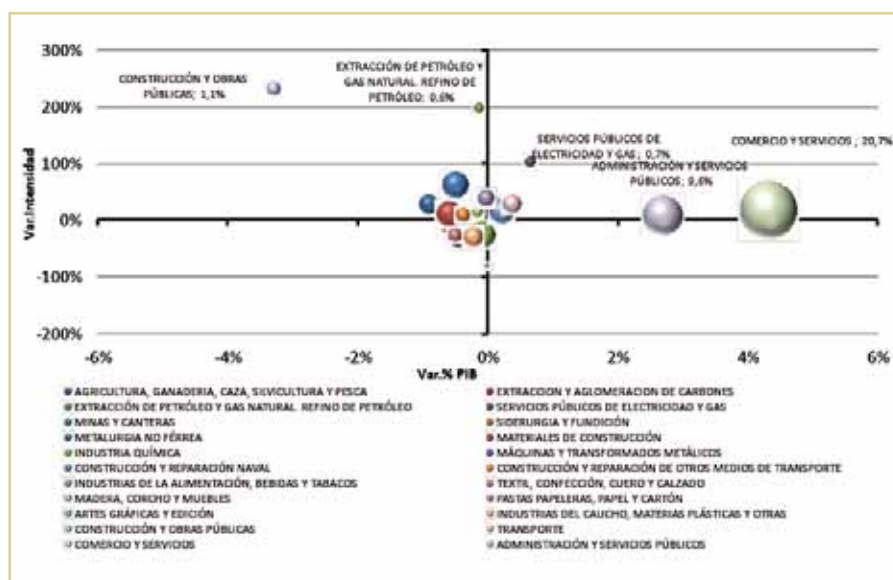 300%
200%
100%
0%
-100%
-200%
Var.Intensidad
CONSTRUCCIÓN Y OBRAS
PÚBLICAS; 1,1%
EXTRACCIÓN DE PETRÓLEO Y
GAS NATURAL. REFINO DE
PETRÓLEO; 0,6%
SERVICIOS PÚBLICOS DE
ELECTRICIDAD Y GAS; 0,7%
COMERCIO Y SERVICIOS ; 20,7%
ADMINISTRACIÓN Y SERVICIOS
PÚBLICOS; 9,6%
-6% -4% -2% 0% 2% 4% 6%
Var.% PIB
AGRICULTURA, GANADERIA, CAZA, SILVICULTURA Y PESCA
EXTRACCION Y AGLOMERACION DE CARBONES
EXTRACCIÓN DE PETRÓLEO Y GAS NATURAL. REFINO DE PETRÓLEO
SERVICIOS PÚBLICOS DE ELECTRICIDAD Y GAS
MINAS Y CANTERAS
SIDERURGIA Y FUNDICIÓN
METALURGIA NO FÉRREA
MATERIALES DE CONSTRUCCIÓN
INDUSTRIA QUÍMICA
MÁQUINAS Y TRANSFORMADOS METÁLICOS
CONSTRUCCIÓN Y REPARACIÓN NAVAL
CONSTRUCCIÓN Y REPARACIÓN DE OTROS MEDIOS DE TRANSPORTE
INDUSTRIAS DE LA ALIMENTACIÓN, BEBIDAS Y TABACOS
TEXTIL, CONFECCIÓN, CUERO Y CALZADO
MADERA, CORCHO Y MUEBLES
PASTAS PAPELERAS, PAPEL Y CARTÓN
ARTES GRÁFICAS Y EDICIÓN
INDUSTRIAS DEL CAUCHO, MATERIAS PLÁSTICAS Y OTRAS
CONSTRUCCIÓN Y OBRAS PÚBLICAS
TRANSPORTE
COMERCIO Y SERVICIOS
ADMINISTRACIÓN Y SERVICIOS PÚBLICOS